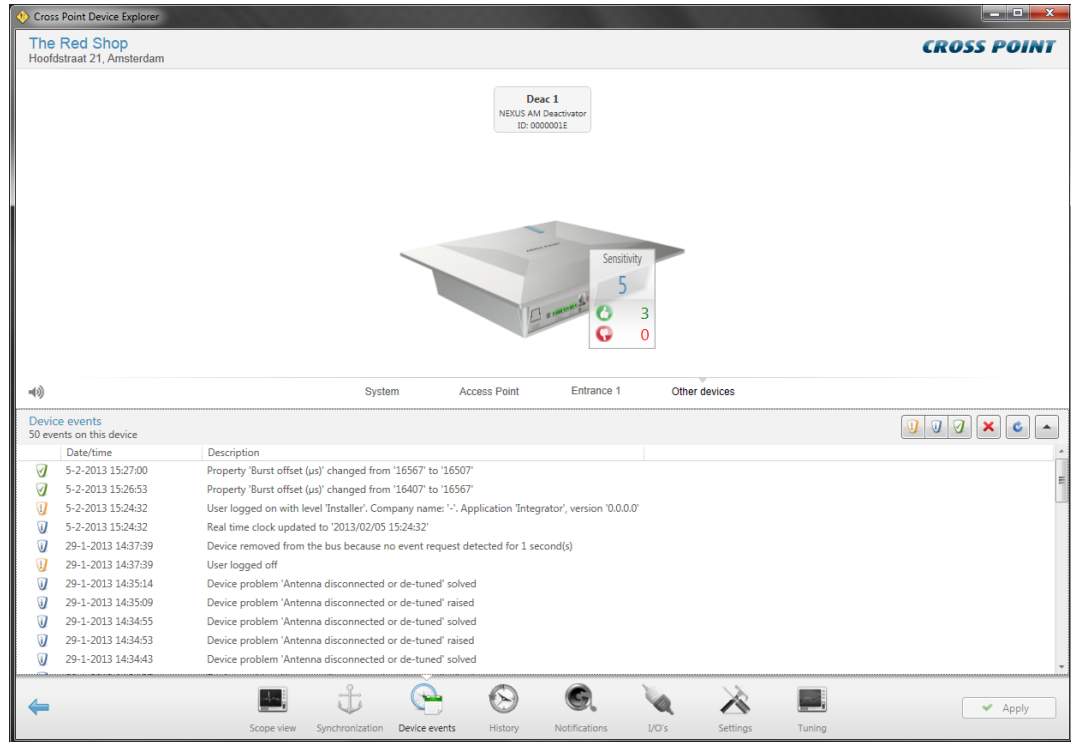 Cross Point Device Explorer
The Red Shop
Hoofdstraat 21, Amsterdam
CROSS POINT
Deac 1
NEXUS AM Deactivator
ID: 0000001E
Sensitivity
5
3
0
System Access Point Entrance 1 Other devices
Device events
50 events on this device
Date/time Description
5-2-2013 15:27:00 Property 'Burst offset (µs)' changed from '16567' to '16507'
5-2-2013 15:26:53 Property 'Burst offset (µs)' changed from '16407' to '16567'
5-2-2013 15:24:32 User logged on with level 'Installer'. Company name: '-'. Application 'Integrator', version '0.0.0.0'
5-2-2013 15:24:32 Real time clock updated to '2013/02/05 15:24:32'
29-1-2013 14:37:39 Device removed from the bus because no event request detected for 1 second(s)
29-1-2013 14:37:39 User logged off
29-1-2013 14:35:14 Device problem 'Antenna disconnected or de-tuned' solved
29-1-2013 14:35:09 Device problem 'Antenna disconnected or de-tuned' raised
29-1-2013 14:34:55 Device problem 'Antenna disconnected or de-tuned' solved
29-1-2013 14:34:53 Device problem 'Antenna disconnected or de-tuned' raised
29-1-2013 14:34:43 Device problem 'Antenna disconnected or de-tuned' solved
Scope view Synchronization Device events History Notifications I/O's Settings Tuning
Apply